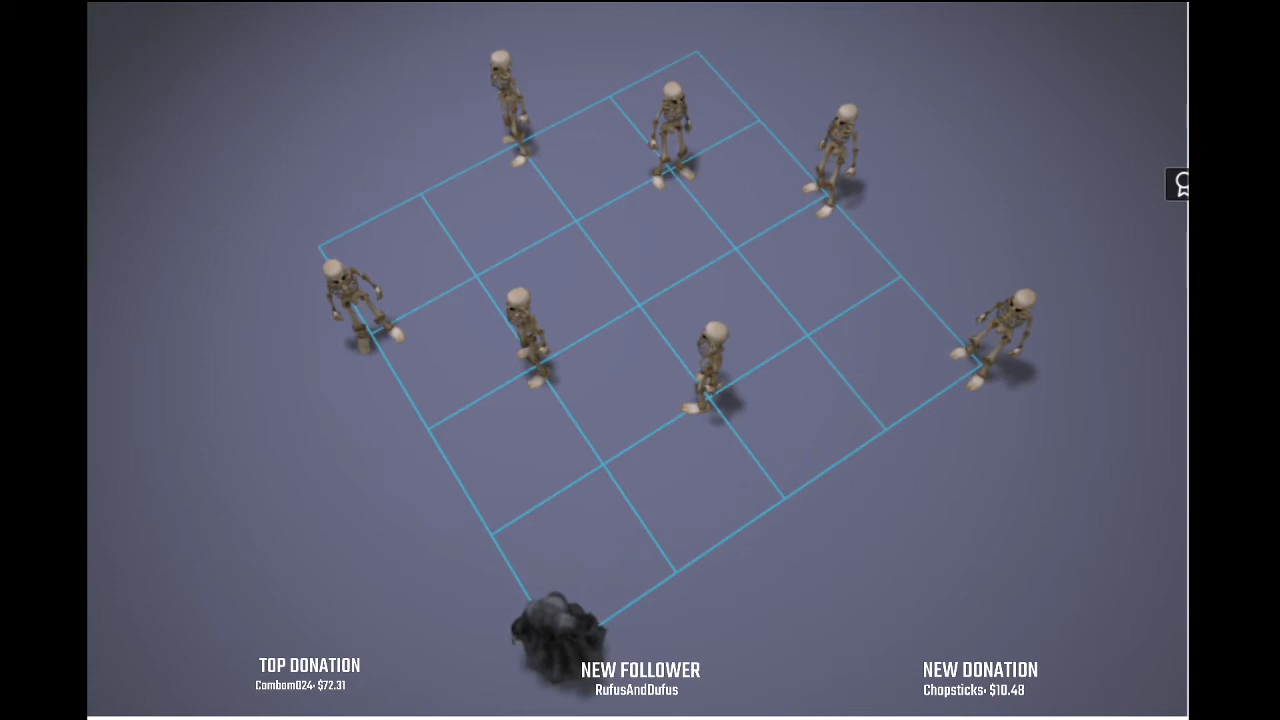 TOP DONATION
Combom024: $72.31
NEW FOLLOWER
RufusAndDufus
NEW DONATION
Chopsticks: $10.48